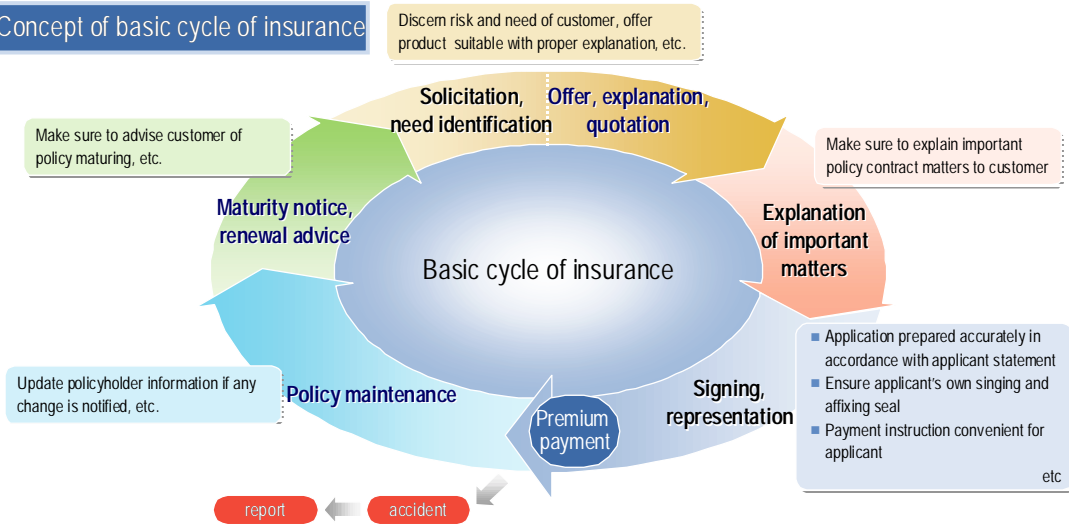 Concept of basic cycle of insurance
Discern risk and need of customer, offer
product suitable with proper explanation, etc.
Solicitation,
need identification
Offer, explanation,
quotation
Make sure to advise customer of
policy maturing, etc.
Make sure to explain important
policy contract matters to customer
Maturity notice,
renewal advice
Explanation
of important
matters
Basic cycle of insurance
Application prepared accurately in
accordance with applicant statement
Ensure applicant's own singing and
affixing seal
Payment instruction convenient for
applicant
etc
Update policyholder information if any
change is notified, etc.
Policy maintenance
Signing,
representation
Premium
payment
report
accident